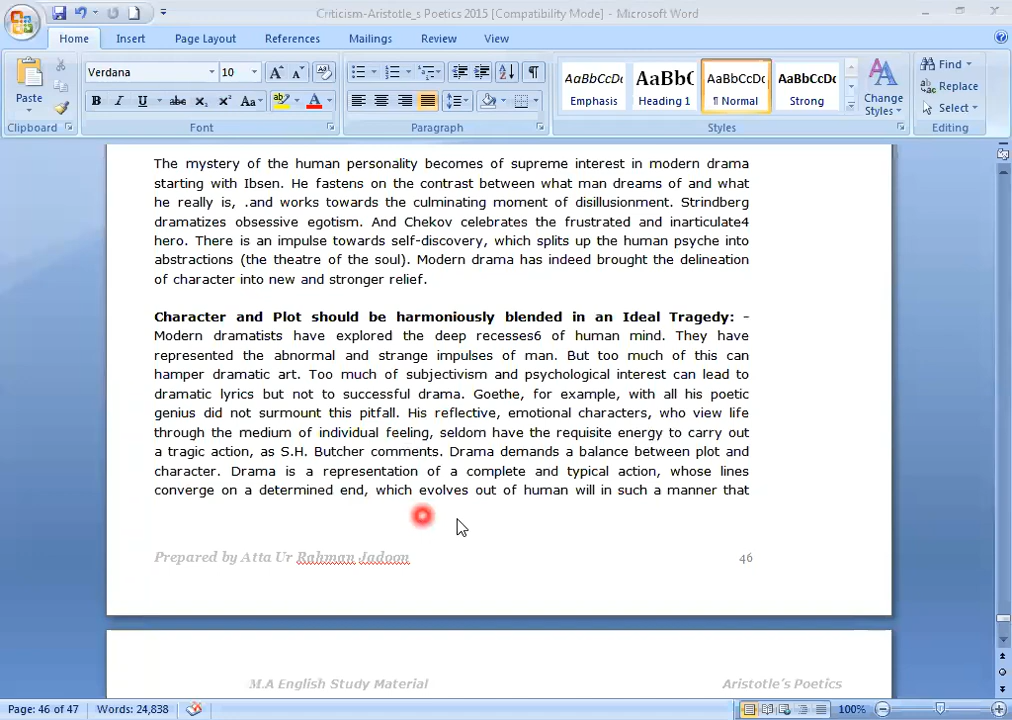 Criticism-Aristotle_s Poetics 2015 [Compatibility Mode] - Microsoft Word
Home Insert Page Layout References Mailings Review View
Paste
Verdana 10
B I U abc X₂ X² Aa
AaBbCcDc AaBbC AaBbCcDc AaBbCcDc
Emphasis Heading 1 ¶ Normal Strong
Change Styles
Find
Replace
Select
Clipboard Font Paragraph Styles Editing
The mystery of the human personality becomes of supreme interest in modern drama
starting with Ibsen. He fastens on the contrast between what man dreams of and what
he really is, .and works towards the culminating moment of disillusionment. Strindberg
dramatizes obsessive egotism. And Chekov celebrates the frustrated and inarticulate4
hero. There is an impulse towards self-discovery, which splits up the human psyche into
abstractions (the theatre of the soul). Modern drama has indeed brought the delineation
of character into new and stronger relief.
Character and Plot should be harmoniously blended in an Ideal Tragedy: -
Modern dramatists have explored the deep recesses6 of human mind. They have
represented the abnormal and strange impulses of man. But too much of this can
hamper dramatic art. Too much of subjectivism and psychological interest can lead to
dramatic lyrics but not to successful drama. Goethe, for example, with all his poetic
genius did not surmount this pitfall. His reflective, emotional characters, who view life
through the medium of individual feeling, seldom have the requisite energy to carry out
a tragic action, as S.H. Butcher comments. Drama demands a balance between plot and
character. Drama is a representation of a complete and typical action, whose lines
converge on a determined end, which evolves out of human will in such a manner that
Prepared by Atta Ur Rahman Jadoon 46
M.A English Study Material Aristotle's Poetics
Page: 46 of 47 Words: 24,838 100%